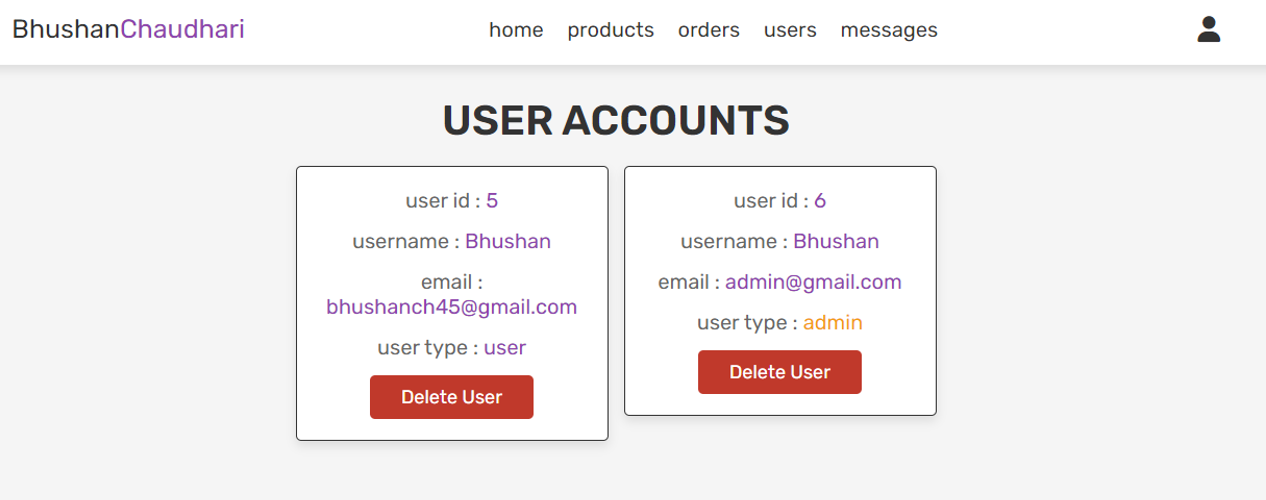 BhushanChaudhari
home products orders users messages
USER ACCOUNTS
user id : 5
username : Bhushan
email :
bhushanch45@gmail.com
user type : user
Delete User
user id : 6
username : Bhushan
email : admin@gmail.com
user type : admin
Delete User